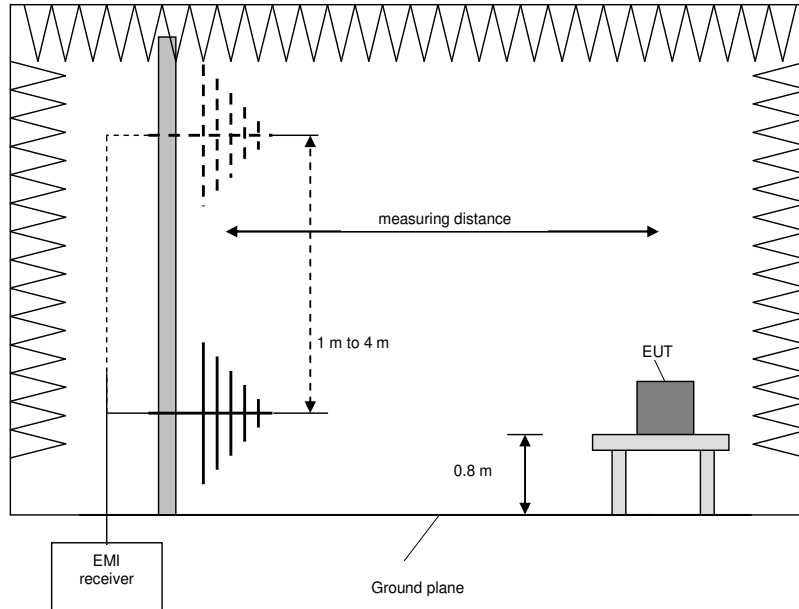 measuring distance
1 m to 4 m
EUT
0.8 m
EMI
receiver
Ground plane